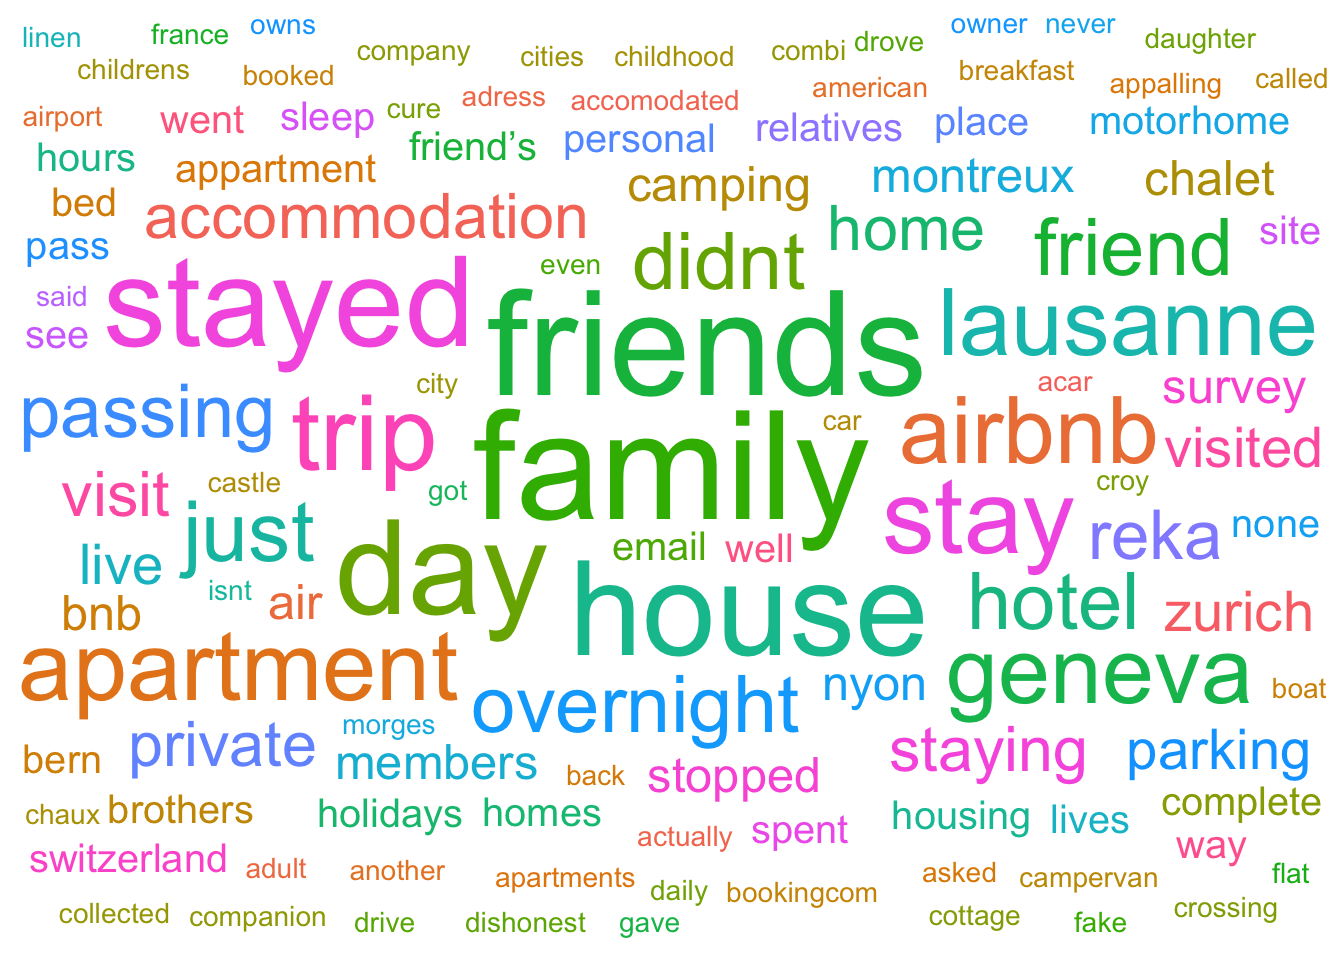 linen france owns company cities childhood combi drove owner never daughter
childrens booked american breakfast appalling called
airport went sleep cure adress accomodated personal relatives place motorhome
hours appartment friend’s camping montreux chalet
bed accommodation didnt home friend site
pass stayed even friends lausanne
said
see
passing trip city family car airbnb acar survey
visited
visit castle just got stay croy reka none
live day email well
isnt air house hotel zurich
bnb
apartment overnight nyon geneva boat
bern private morges members back stopped staying parking
chaux brothers holidays homes actually spent housing lives complete
switzerland adult another apartments daily bookingcom asked campervan way flat
collected companion drive dishonest gave cottage fake crossing